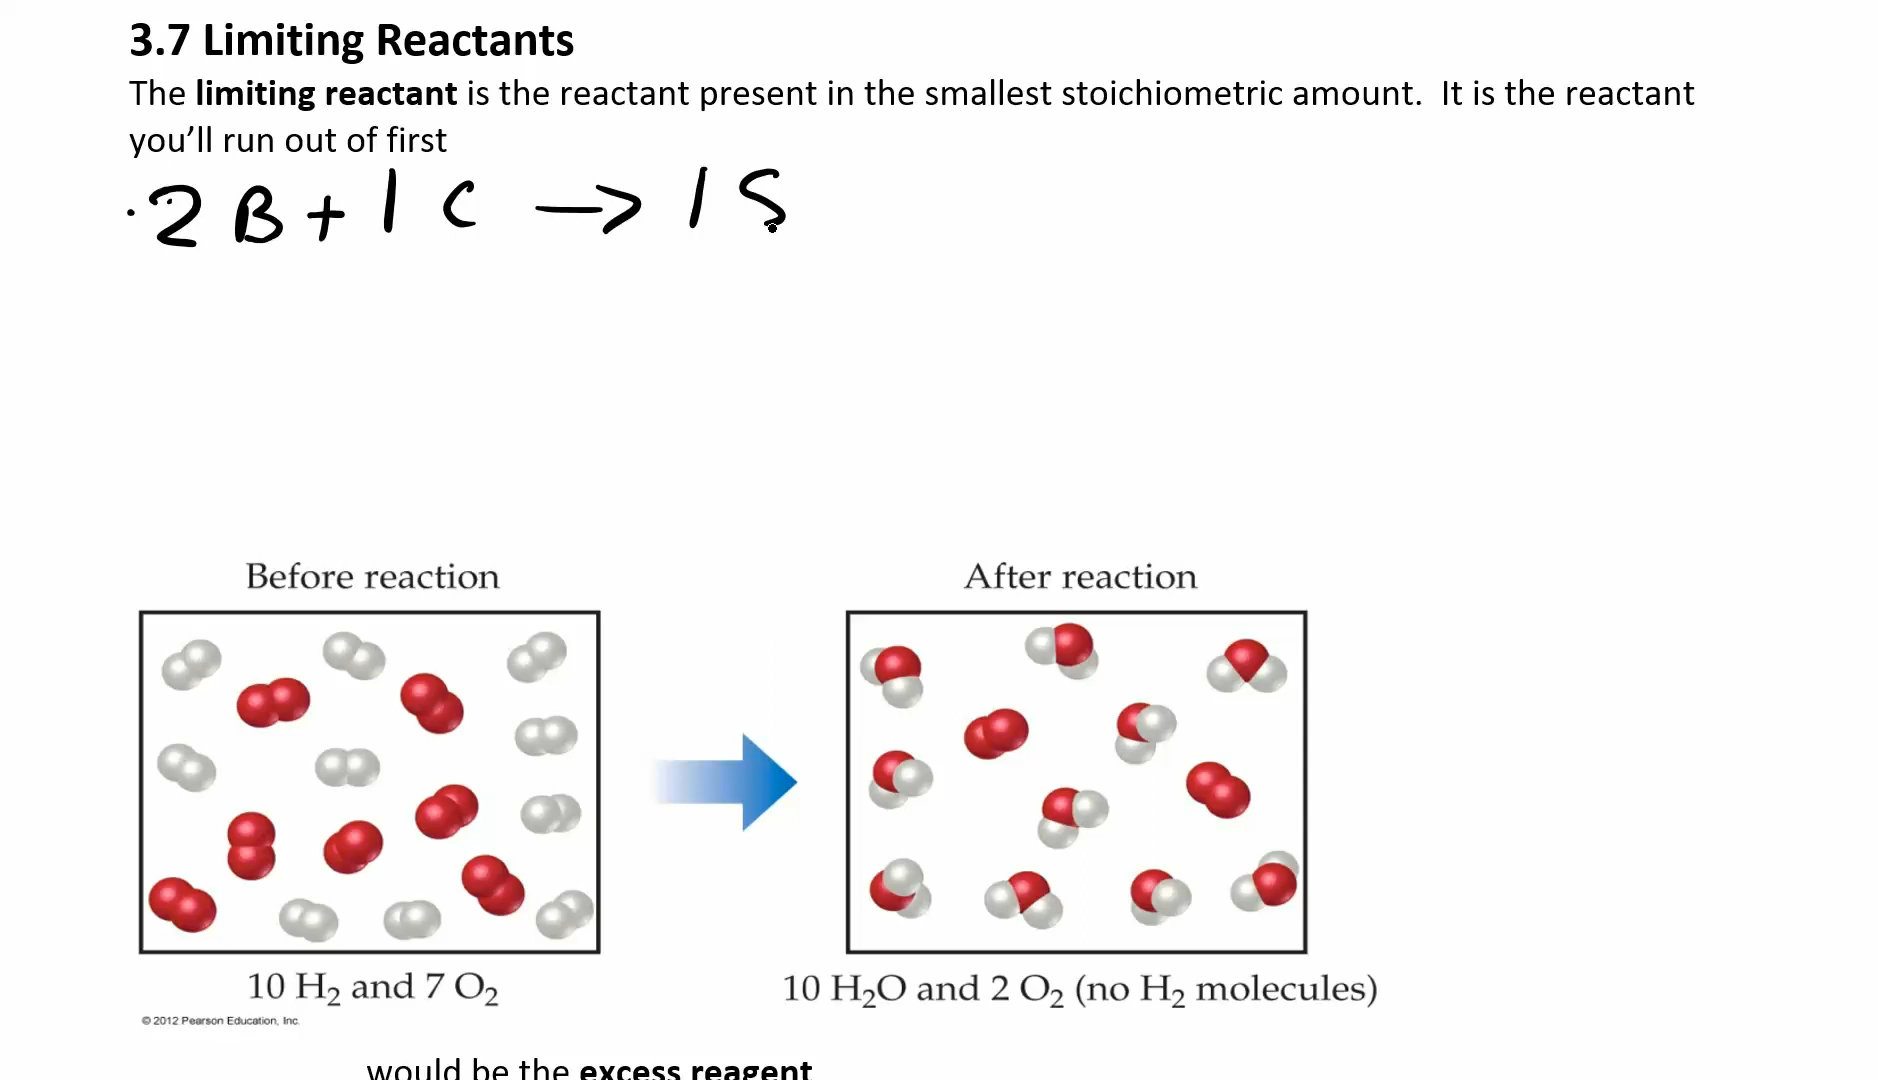 3.7 Limiting Reactants
The limiting reactant is the reactant present in the smallest stoichiometric amount.  It is the reactant
you’ll run out of first
·2 B + 1 C → 1 S
Before reaction
After reaction
10 H₂ and 7 O₂
10 H₂O and 2 O₂ (no H₂ molecules)
© 2012 Pearson Education, Inc.
would be the excess reagent